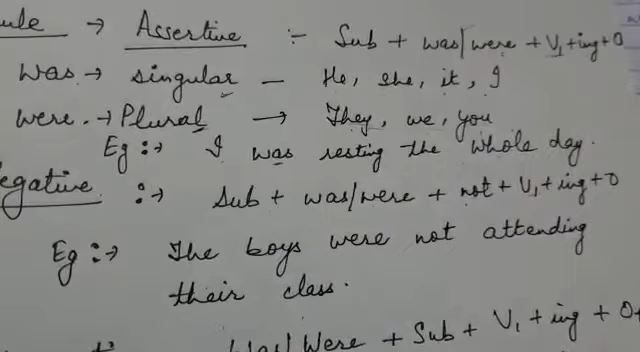 Rule → Assertive :- Sub + was/were + V1+ing+O
Was → singular — He, she, it, I
were. → Plural → They, we, you
Eg :→ I was resting the whole day.
Negative :→ Sub + was/were + not + V1+ing+O
Eg :→ The boys were not attending
their class.
Was/Were + Sub + V1 + ing + O+